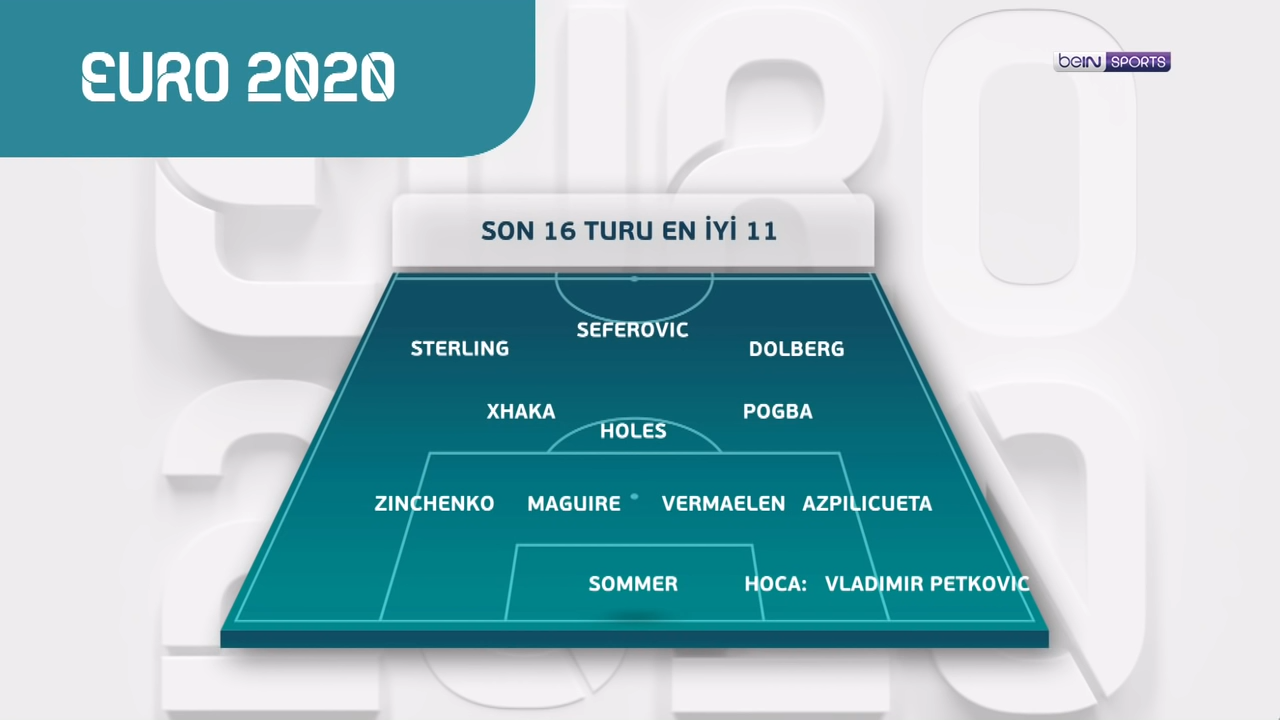 EURO 2020
beIN SPORTS
SON 16 TURU EN İYİ 11
SEFEROVIC
STERLING
DOLBERG
XHAKA
POGBA
HOLES
ZINCHENKO MAGUIRE VERMAELEN AZPILICUETA
SOMMER HOCA: VLADIMIR PETKOVIC